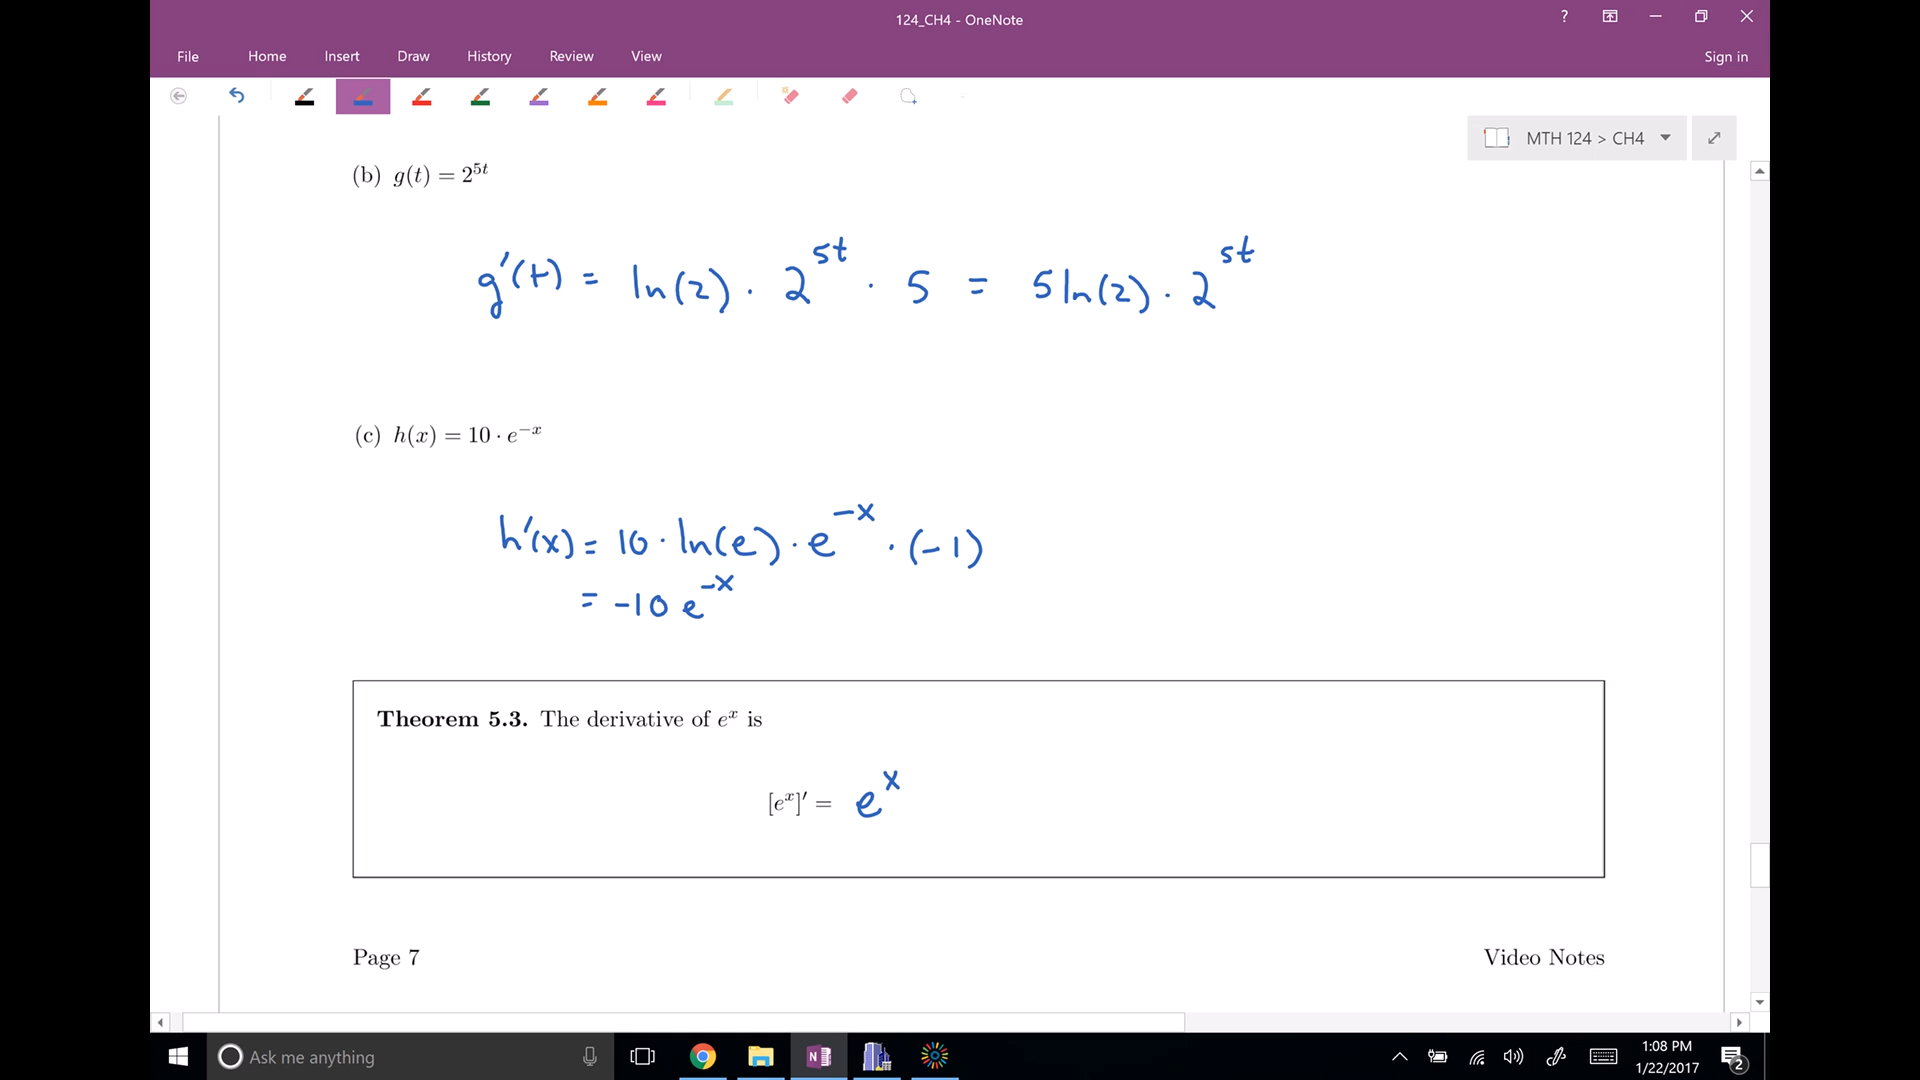 124_CH4 - OneNote
?
File Home Insert Draw History Review View Sign in
MTH 124 > CH4
(b) g(t) = 2^{5t}
g'(t) = ln(2) · 2^{5t} · 5 = 5ln(2) · 2^{5t}
(c) h(x) = 10 · e^{−x}
h'(x) = 10 · ln(e) · e^{-x} · (-1)
= -10 e^{-x}
Theorem 5.3. The derivative of e^x is
[e^x]' = e^x
Page 7 Video Notes
Ask me anything
1:08 PM
1/22/2017
2